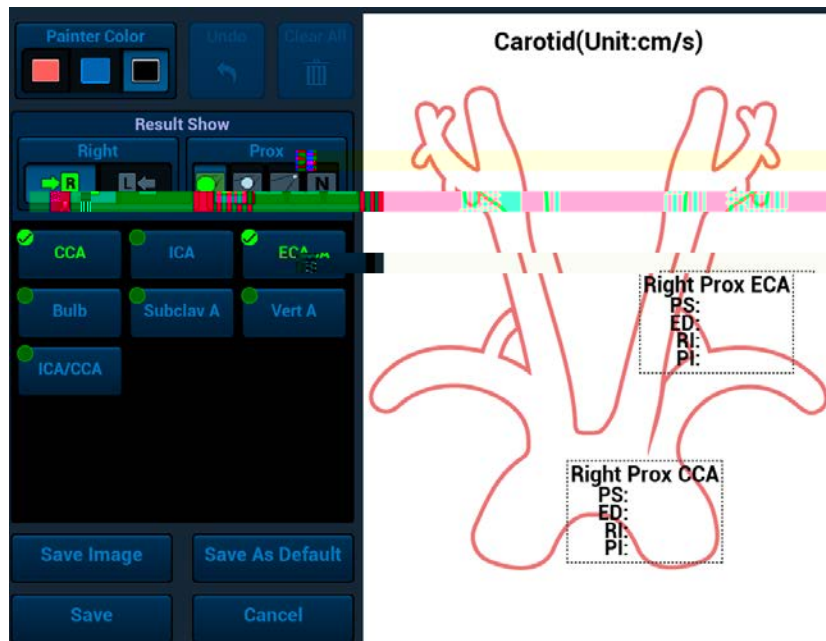 Painter Color
Undo
Clear All
Result Show
Right
Prox
R
L
N
CCA
ICA
ECA
Bulb
Subclav A
Vert A
ICA/CCA
Save Image
Save As Default
Save
Cancel
Carotid(Unit:cm/s)
Right Prox ECA
PS:
ED:
RI:
PI:
Right Prox CCA
PS:
ED:
RI:
PI: